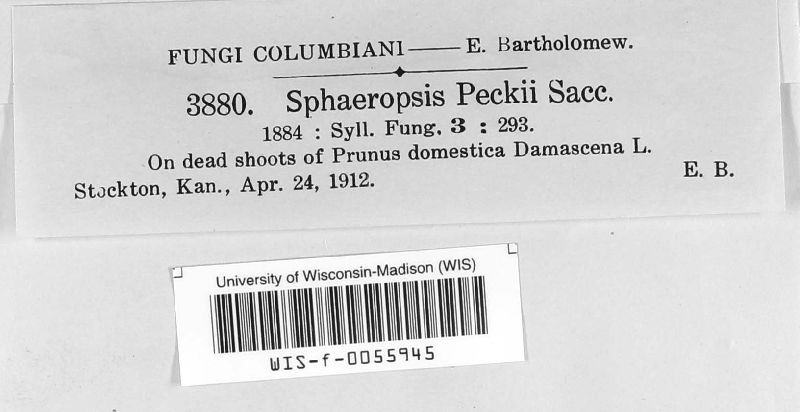 FUNGI COLUMBIANI—— E. Bartholomew.
3880. Sphaeropsis Peckii Sacc.
1884 : Syll. Fung. 3 : 293.
On dead shoots of Prunus domestica Damascena L.
Stockton, Kan., Apr. 24, 1912.
E. B.
University of Wisconsin-Madison (WIS)
WIS-f-0055945